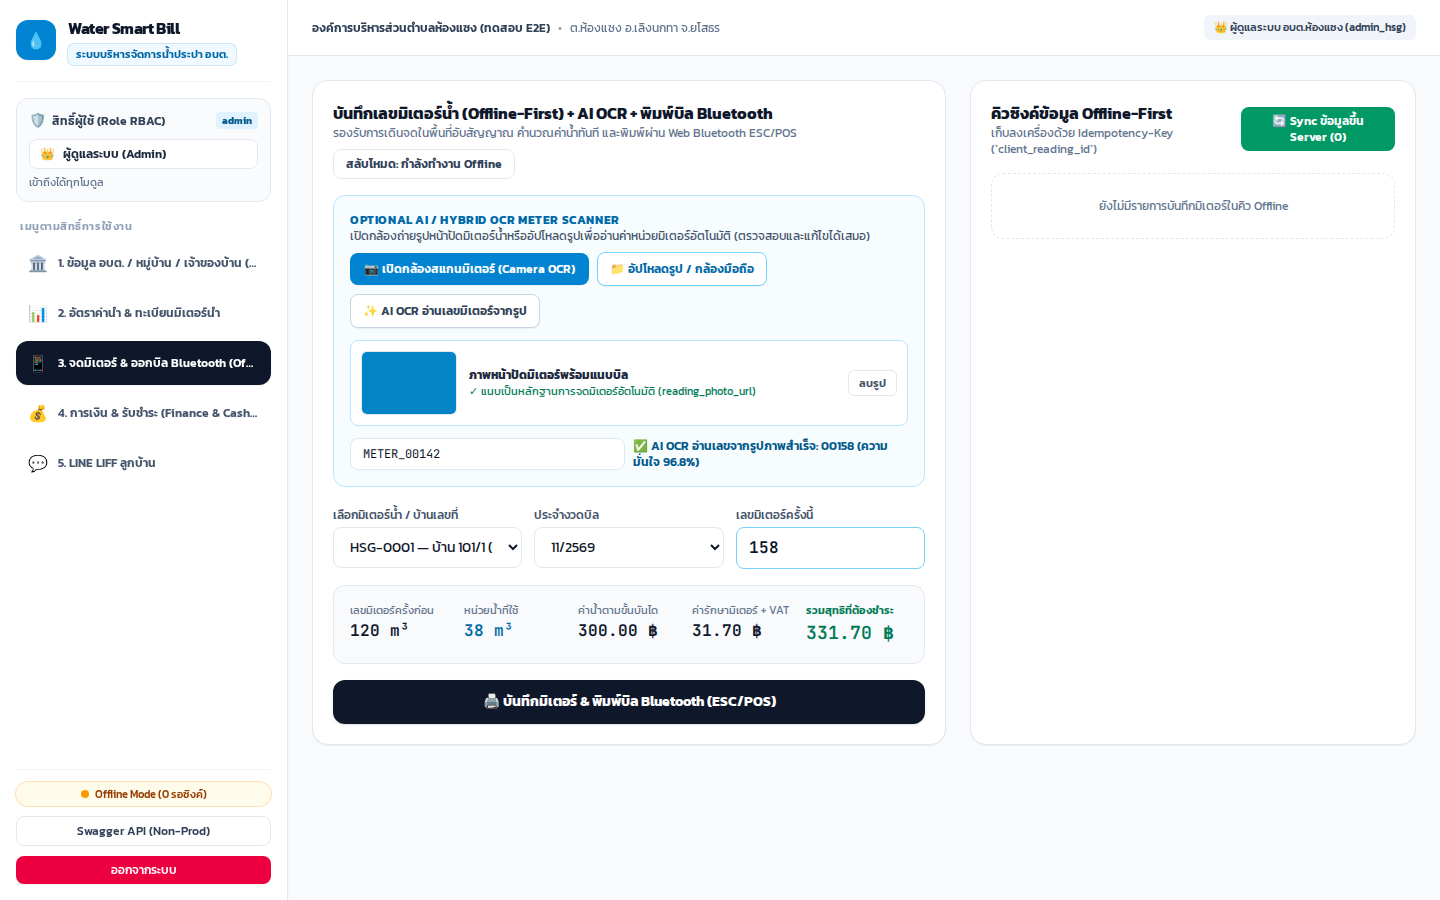 Water Smart Bill
ระบบบริหารจัดการน้ำประปา อบต.
สิทธิ์ผู้ใช้ (Role RBAC)
admin
ผู้ดูแลระบบ (Admin)
เข้าถึงได้ทุกโมดูล
เมนูตามสิทธิ์การใช้งาน
1. ข้อมูล อบต. / หมู่บ้าน / เจ้าของบ้าน (...
2. อัตราค่าน้ำ & ทะเบียนมิเตอร์น้ำ
3. จดมิเตอร์ & ออกบิล Bluetooth (Of...
4. การเงิน & รับชำระ (Finance & Cash...
5. LINE LIFF ลูกบ้าน
Offline Mode (0 รอซิงค์)
Swagger API (Non-Prod)
ออกจากระบบ
องค์การบริหารส่วนตำบลห้องแซง (ทดสอบ E2E) • ต.ห้องแซง อ.เลิงนกทา จ.ยโสธร
ผู้ดูแลระบบ อบต.ห้องแซง (admin_hsg)
บันทึกเลขมิเตอร์น้ำ (Offline-First) + AI OCR + พิมพ์บิล Bluetooth
รองรับการเดินจดในพื้นที่อับสัญญาณ คำนวณค่าน้ำทันที และพิมพ์ผ่าน Web Bluetooth ESC/POS
สลับโหมด: กำลังทำงาน Offline
OPTIONAL AI / HYBRID OCR METER SCANNER
เปิดกล้องถ่ายรูปหน้าปัดมิเตอร์น้ำหรืออัปโหลดรูปเพื่ออ่านค่าหน่วยมิเตอร์อัตโนมัติ (ตรวจสอบและแก้ไขได้เสมอ)
เปิดกล้องสแกนมิเตอร์ (Camera OCR)
อัปโหลดรูป / กล้องมือถือ
AI OCR อ่านเลขมิเตอร์จากรูป
ภาพหน้าปัดมิเตอร์พร้อมแนบบิล
✓ แนบเป็นหลักฐานการจดมิเตอร์อัตโนมัติ (reading_photo_url)
ลบรูป
METER_00142
✅ AI OCR อ่านเลขจากรูปภาพสำเร็จ: 00158 (ความ
มั่นใจ 96.8%)
เลือกมิเตอร์น้ำ / บ้านเลขที่
ประจำงวดบิล
เลขมิเตอร์ครั้งนี้
HSG-0001 — บ้าน 101/1 (
11/2569
158
เลขมิเตอร์ครั้งก่อน
หน่วยน้ำที่ใช้
ค่าน้ำตามขั้นบันได
ค่ารักษามิเตอร์ + VAT
รวมสุทธิที่ต้องชำระ
120 m³
38 m³
300.00 ฿
31.70 ฿
331.70 ฿
บันทึกมิเตอร์ & พิมพ์บิล Bluetooth (ESC/POS)
คิวซิงค์ข้อมูล Offline-First
เก็บลงเครื่องด้วย Idempotency-Key
(`client_reading_id`)
Sync ข้อมูลขึ้น
Server (0)
ยังไม่มีรายการบันทึกมิเตอร์ในคิว Offline